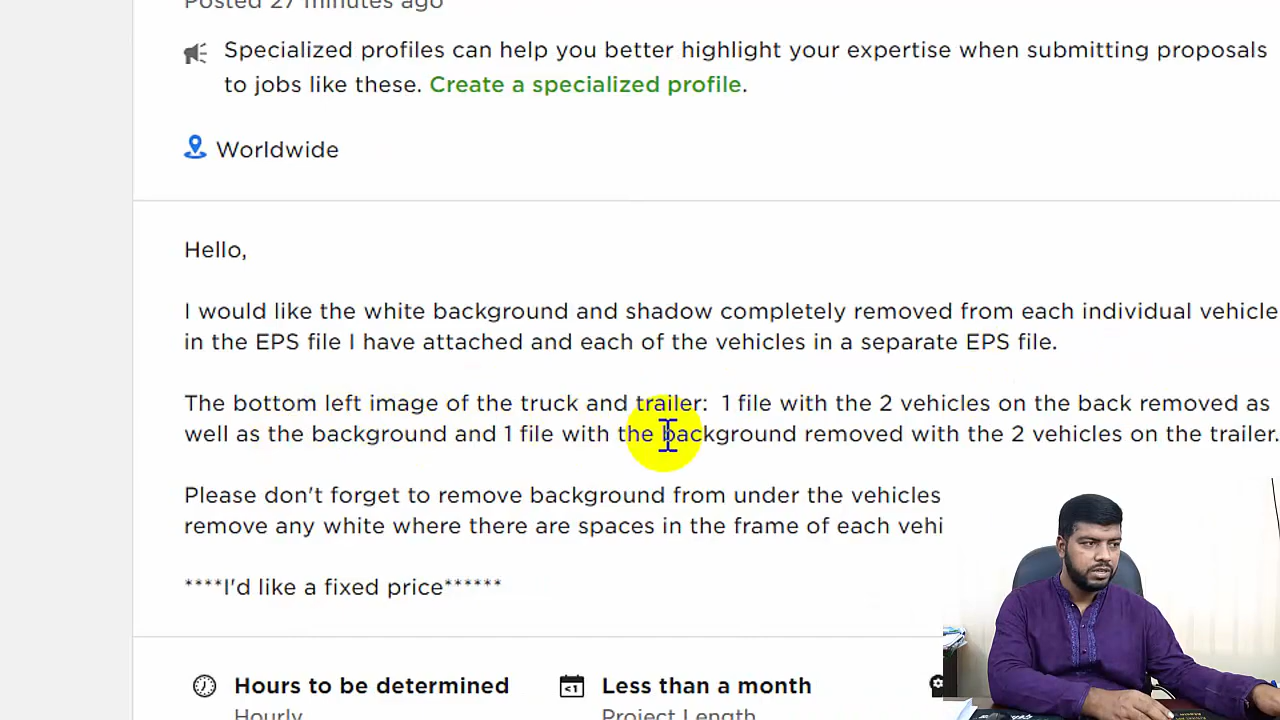 Posted 27 minutes ago
Specialized profiles can help you better highlight your expertise when submitting proposals
to jobs like these. Create a specialized profile.
Worldwide
Hello,
I would like the white background and shadow completely removed from each individual vehicle
in the EPS file I have attached and each of the vehicles in a separate EPS file.
The bottom left image of the truck and trailer: 1 file with the 2 vehicles on the back removed as
well as the background and 1 file with the background removed with the 2 vehicles on the trailer.
Please don't forget to remove background from under the vehicles
remove any white where there are spaces in the frame of each vehi
****I'd like a fixed price******
Hours to be determined
Less than a month
Hourly
Project Length